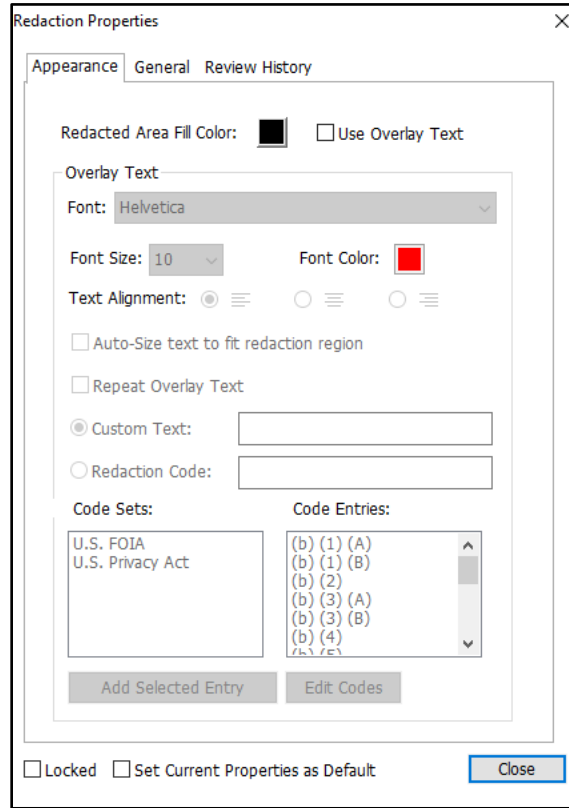 Redaction Properties
Appearance General Review History
Redacted Area Fill Color: Use Overlay Text
Overlay Text
Font: Helvetica
Font Size: 10 Font Color:
Text Alignment:
Auto-Size text to fit redaction region
Repeat Overlay Text
Custom Text:
Redaction Code:
Code Sets: Code Entries:
U.S. FOIA (b) (1) (A)
U.S. Privacy Act (b) (1) (B)
(b) (2)
(b) (3) (A)
(b) (3) (B)
(b) (4)
(b) (5)
Add Selected Entry Edit Codes
Locked Set Current Properties as Default Close